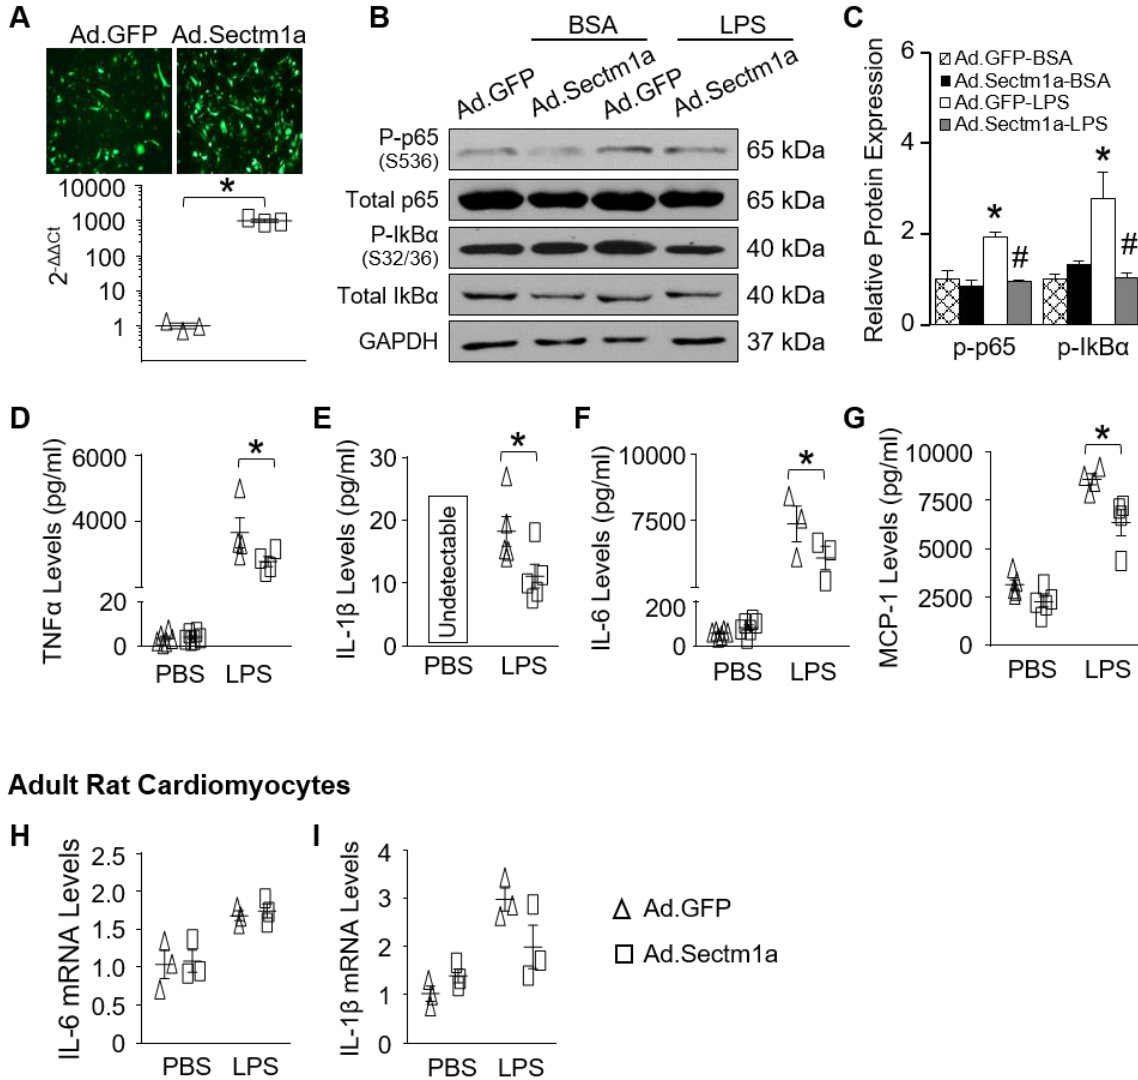 A
Ad.GFP Ad.Sectm1a
*
10000
1000
100
10
1
2-ΔΔCt
B
BSA LPS
Ad.GFP Ad.Sectm1a Ad.GFP Ad.Sectm1a
P-p65
(S536)
65 kDa
Total p65 65 kDa
P-IkBα
(S32/36)
40 kDa
Total IkBα 40 kDa
GAPDH 37 kDa
C
Relative Protein Expression
6
4
2
0
Ad.GFP-BSA
Ad.Sectm1a-BSA
Ad.GFP-LPS
Ad.Sectm1a-LPS
* # * #
p-p65 p-IkBα
D
TNFα Levels (pg/ml)
6000
4000
20
0
*
PBS LPS
E
IL-1β Levels (pg/ml)
30
20
10
0
Undetectable
*
PBS LPS
F
IL-6 Levels (pg/ml)
10000
7500
200
0
*
PBS LPS
G
MCP-1 Levels (pg/ml)
10000
7500
5000
2500
0
*
PBS LPS
Adult Rat Cardiomyocytes
H
IL-6 mRNA Levels
2.5
2.0
1.5
1.0
0.5
0
PBS LPS
I
IL-1β mRNA Levels
4
3
2
1
0
PBS LPS
Ad.GFP
Ad.Sectm1a